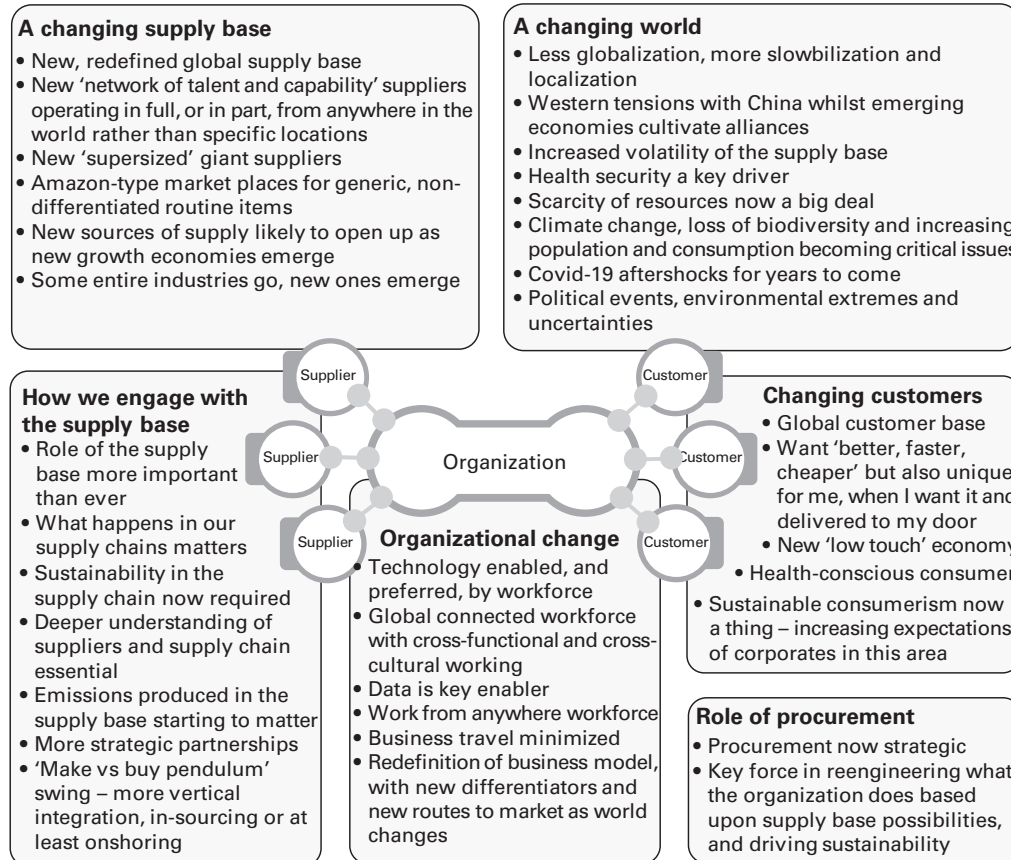 A changing supply base
• New, redefined global supply base
• New ‘network of talent and capability’ suppliers
operating in full, or in part, from anywhere in the
world rather than specific locations
• New ‘supersized’ giant suppliers
• Amazon-type market places for generic, non-
differentiated routine items
• New sources of supply likely to open up as
new growth economies emerge
• Some entire industries go, new ones emerge
A changing world
• Less globalization, more slowbilization and
localization
• Western tensions with China whilst emerging
economies cultivate alliances
• Increased volatility of the supply base
• Health security a key driver
• Scarcity of resources now a big deal
• Climate change, loss of biodiversity and increasing
population and consumption becoming critical issues
• Covid-19 aftershocks for years to come
• Political events, environmental extremes and
uncertainties
How we engage with
the supply base
• Role of the supply
base more important
than ever
• What happens in our
supply chains matters
• Sustainability in the
supply chain now required
• Deeper understanding of
suppliers and supply chain
essential
• Emissions produced in the
supply base starting to matter
• More strategic partnerships
• ‘Make vs buy pendulum’
swing – more vertical
integration, in-sourcing or at
least onshoring
Supplier
Supplier
Supplier
Organization
Customer
Customer
Customer
Organizational change
• Technology enabled, and
preferred, by workforce
• Global connected workforce
with cross-functional and cross-
cultural working
• Data is key enabler
• Work from anywhere workforce
• Business travel minimized
• Redefinition of business model,
with new differentiators and
new routes to market as world
changes
Changing customers
• Global customer base
• Want ‘better, faster,
cheaper’ but also unique
for me, when I want it and
delivered to my door
• New ‘low touch’ economy
• Health-conscious consumer
• Sustainable consumerism now
a thing – increasing expectations
of corporates in this area
Role of procurement
• Procurement now strategic
• Key force in reengineering what
the organization does based
upon supply base possibilities,
and driving sustainability